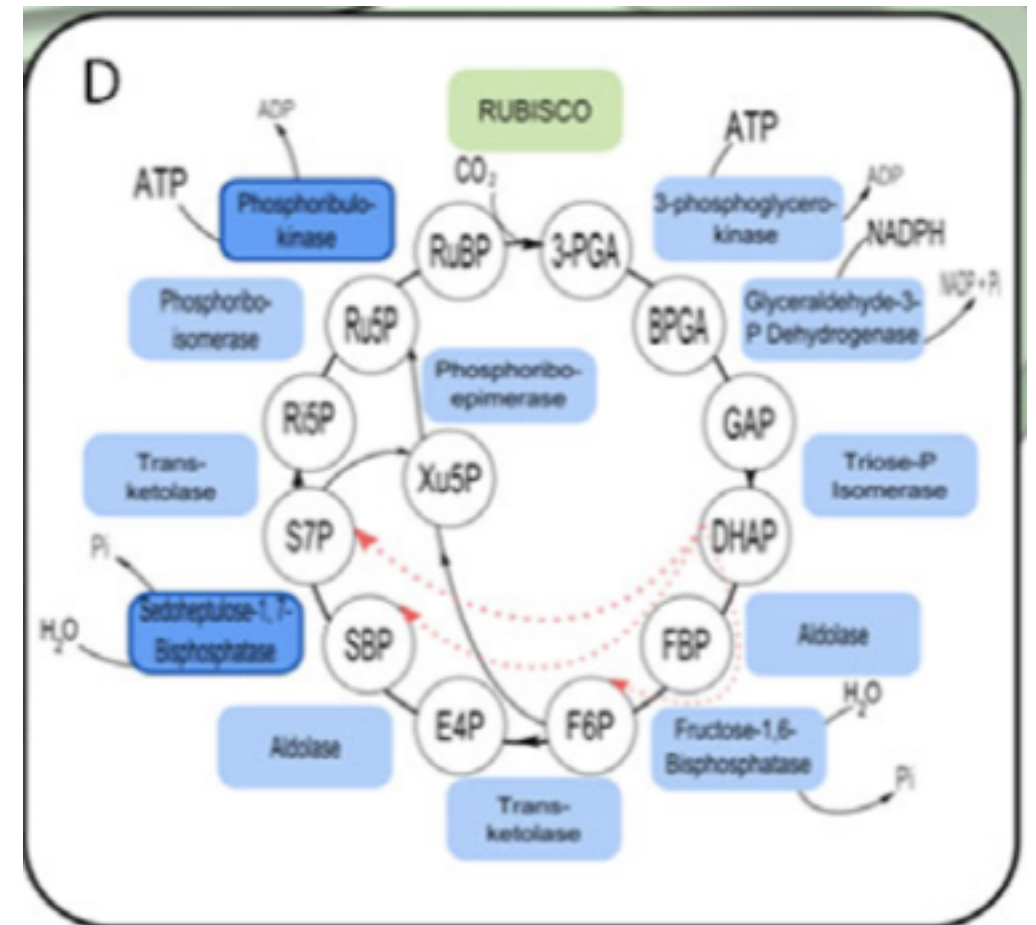 D
RUBISCO
ADP
ATP
Phosphoribulo-
kinase
CO2
ATP
3-phosphoglycero-
kinase
ADP
NADPH
Glyceraldehyde-3-
P Dehydrogenase
NADP + Pi
RuBP
3-PGA
Phosphoribo-
isomerase
Ru5P
BPGA
Phosphoribo-
epimerase
Ri5P
GAP
Trans-
ketolase
Xu5P
Triose-P
Isomerase
S7P
DHAP
Pi
H2O
Sedoheptulose-1, 7-
Bisphosphatase
SBP
FBP
Aldolase
H2O
Aldolase
E4P
F6P
Fructose-1,6-
Bisphosphatase
Pi
Trans-
ketolase